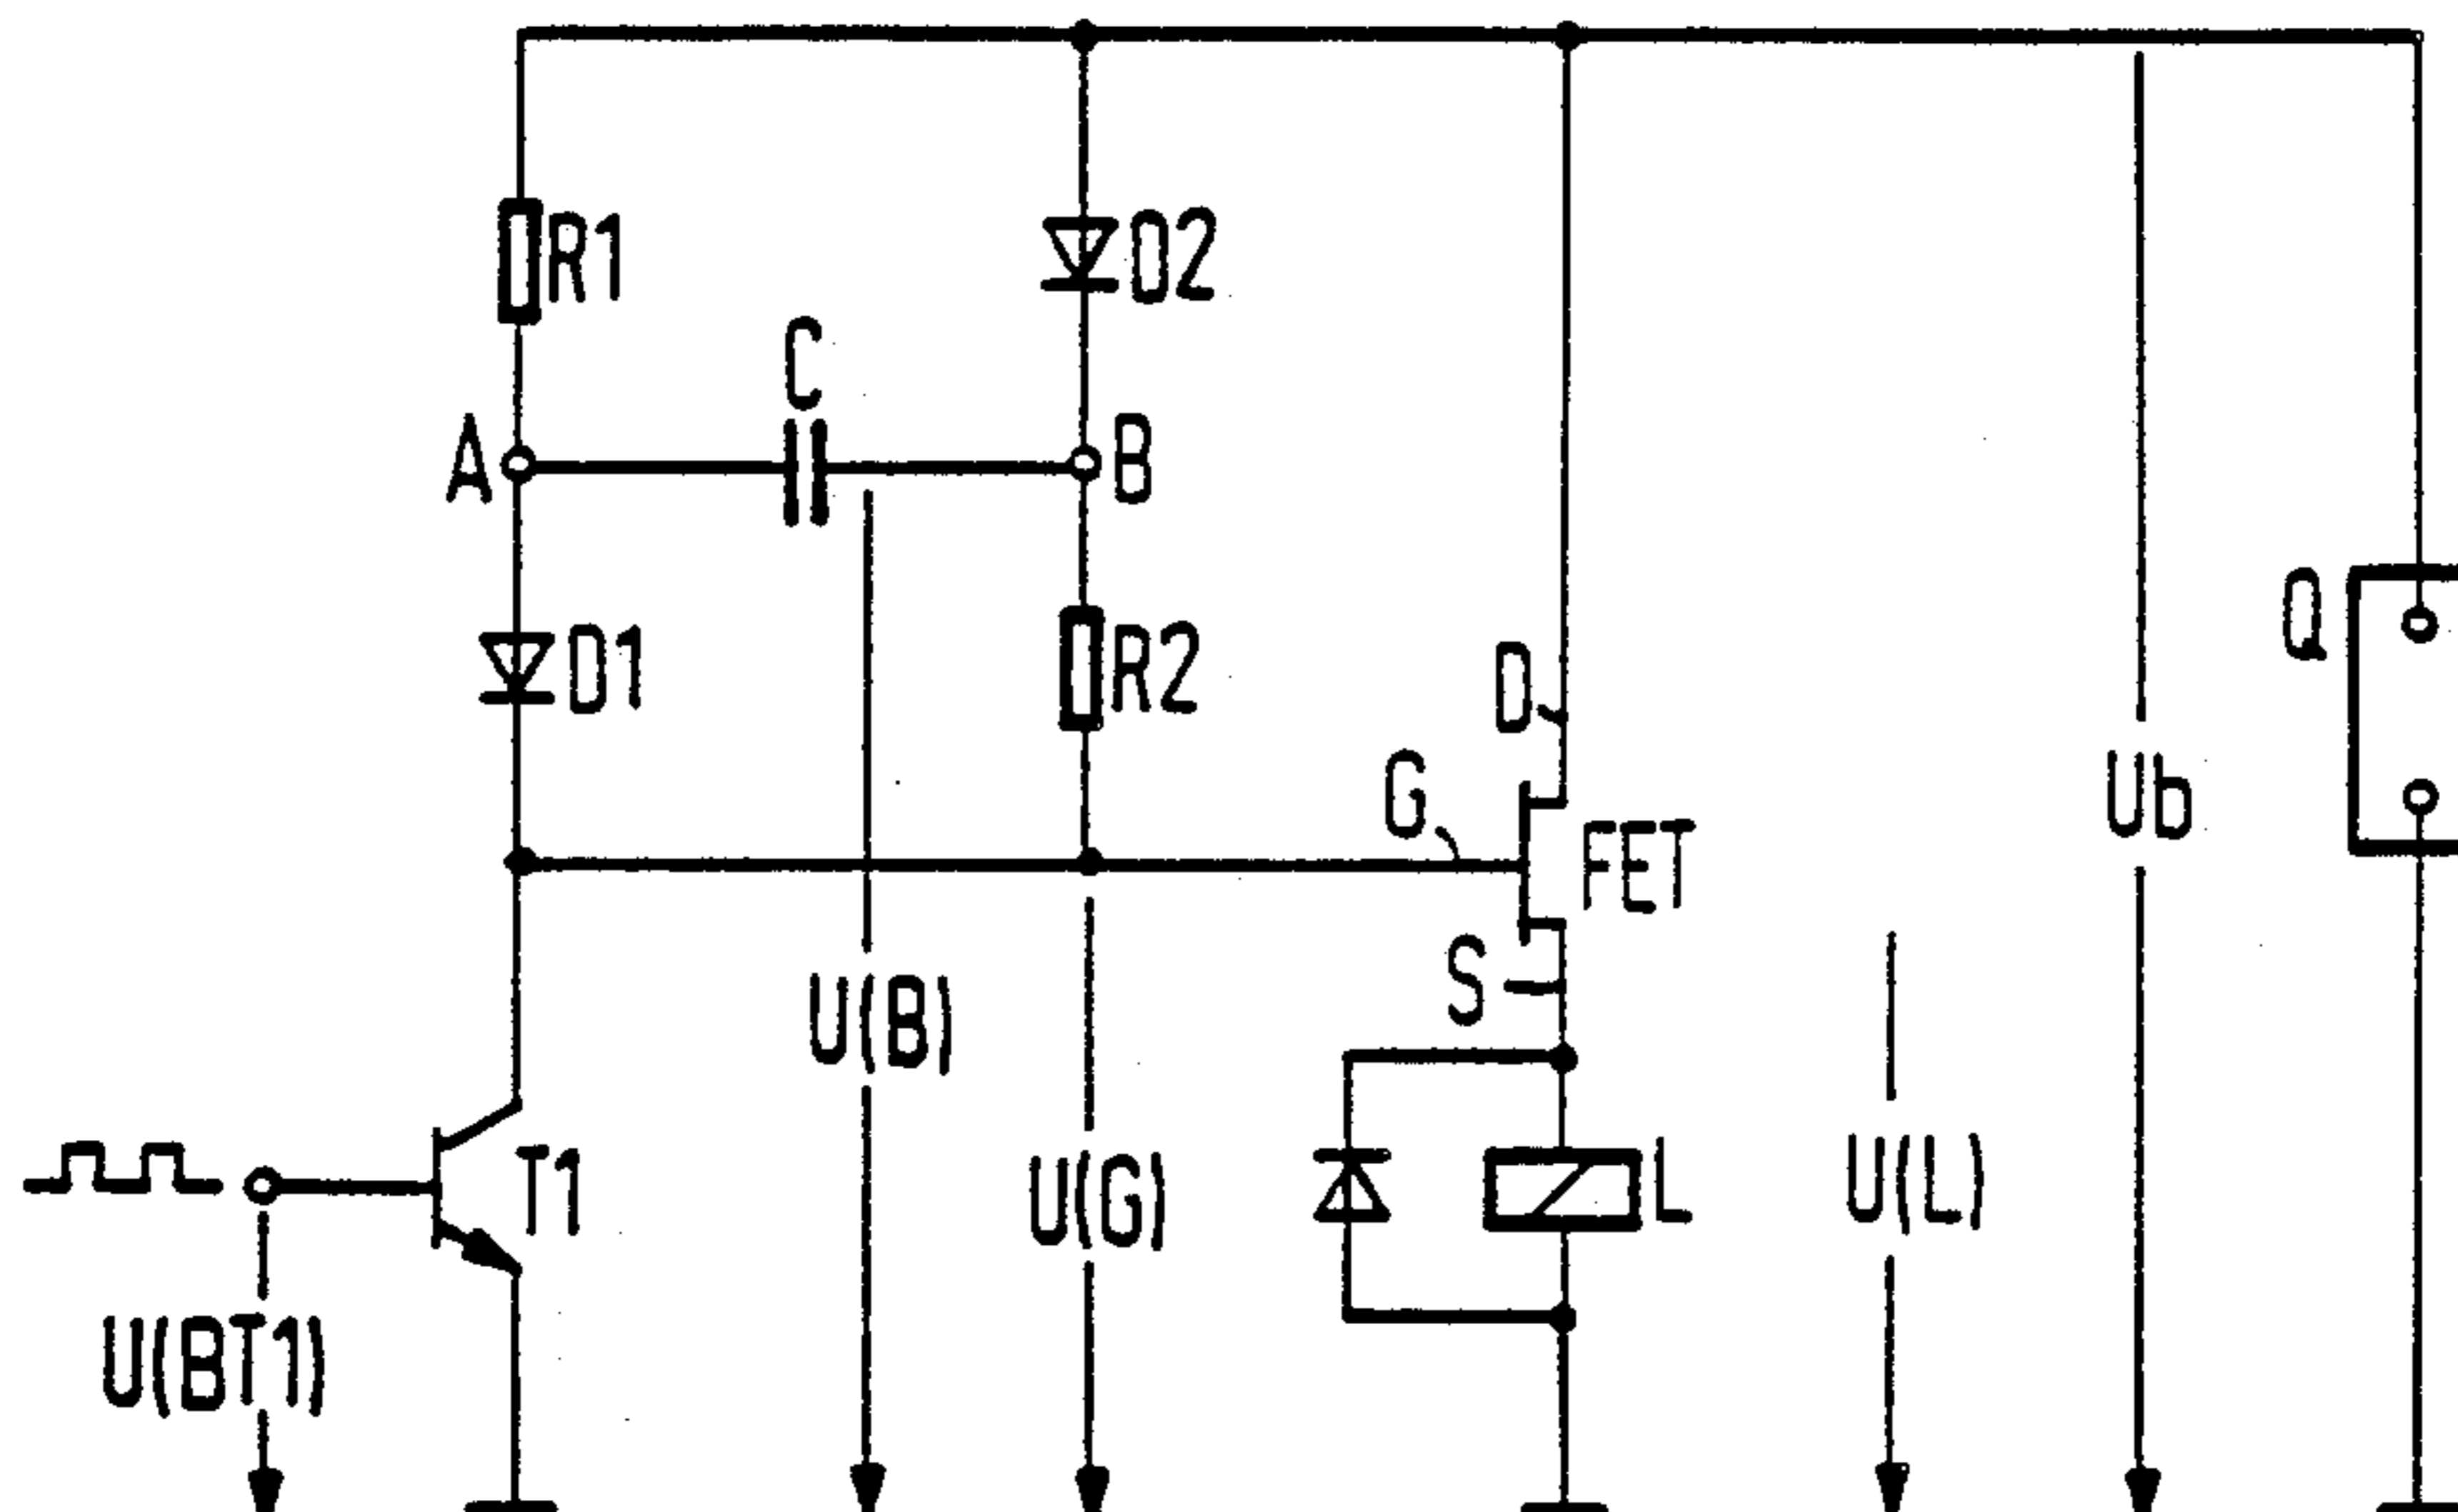 R1
D2
C
A
B
Q
D1
R2
D
G
Ub
FET
S
U(B)
T1
U(G)
L
U(L)
U(BT1)